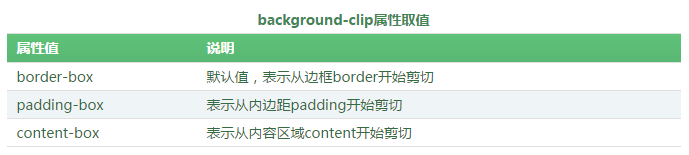 background-clip属性取值
属性值 说明
border-box 默认值，表示从边框border开始剪切
padding-box 表示从内边距padding开始剪切
content-box 表示从内容区域content开始剪切